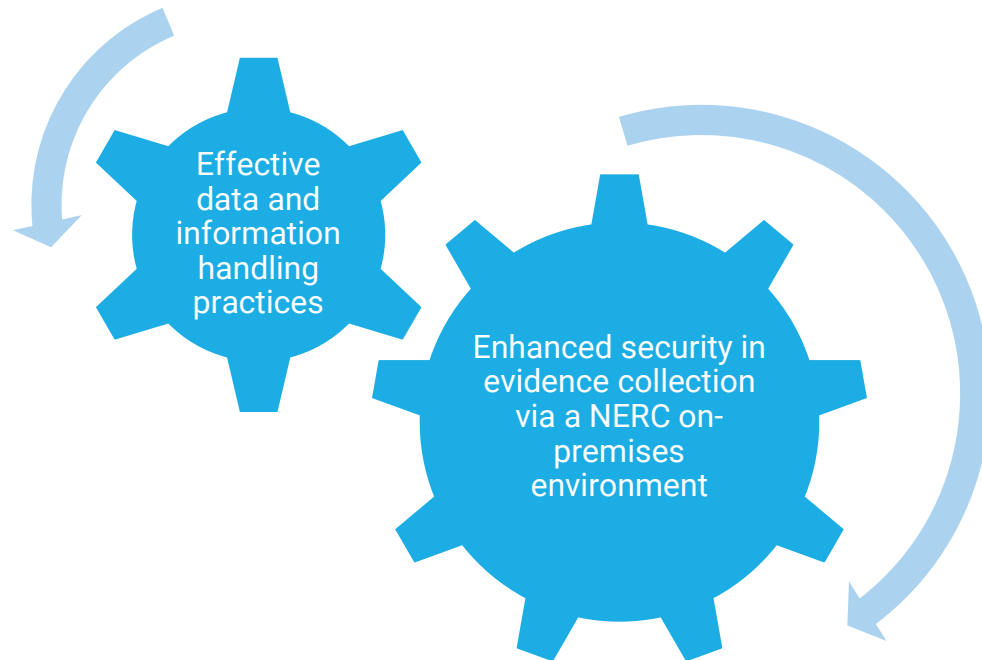 Effective
data and
information
handling
practices
Enhanced security in
evidence collection
via a NERC on-
premises
environment